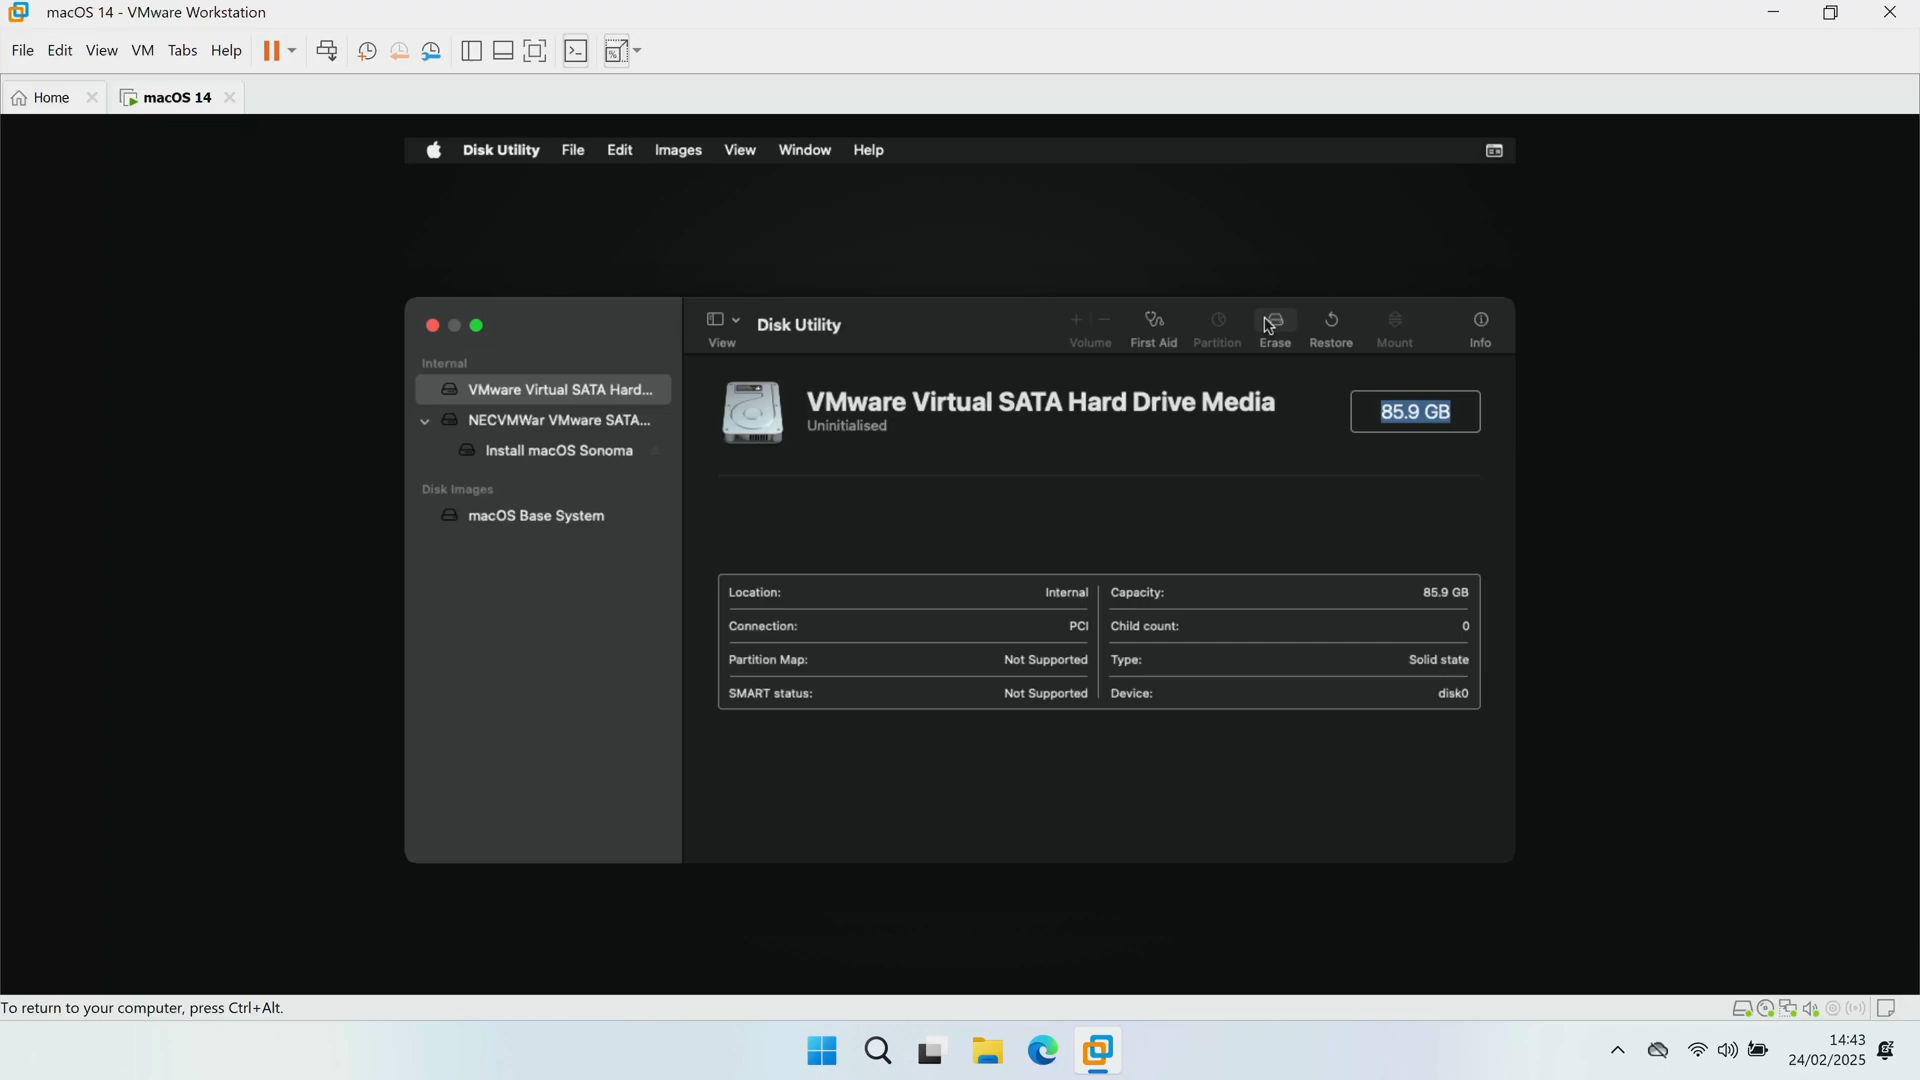 macOS 14 - VMware Workstation
File Edit View VM Tabs Help
Home
macOS 14
Disk Utility File Edit Images View Window Help
View
Disk Utility
Volume First Aid Partition Erase Restore Mount Info
Internal
VMware Virtual SATA Hard...
NECVMWar VMware SATA...
Install macOS Sonoma
Disk Images
macOS Base System
VMware Virtual SATA Hard Drive Media
Uninitialised
85.9 GB
Location: Internal
Capacity: 85.9 GB
Connection: PCI
Child count: 0
Partition Map: Not Supported
Type: Solid state
SMART status: Not Supported
Device: disk0
To return to your computer, press Ctrl+Alt.
14:43
24/02/2025